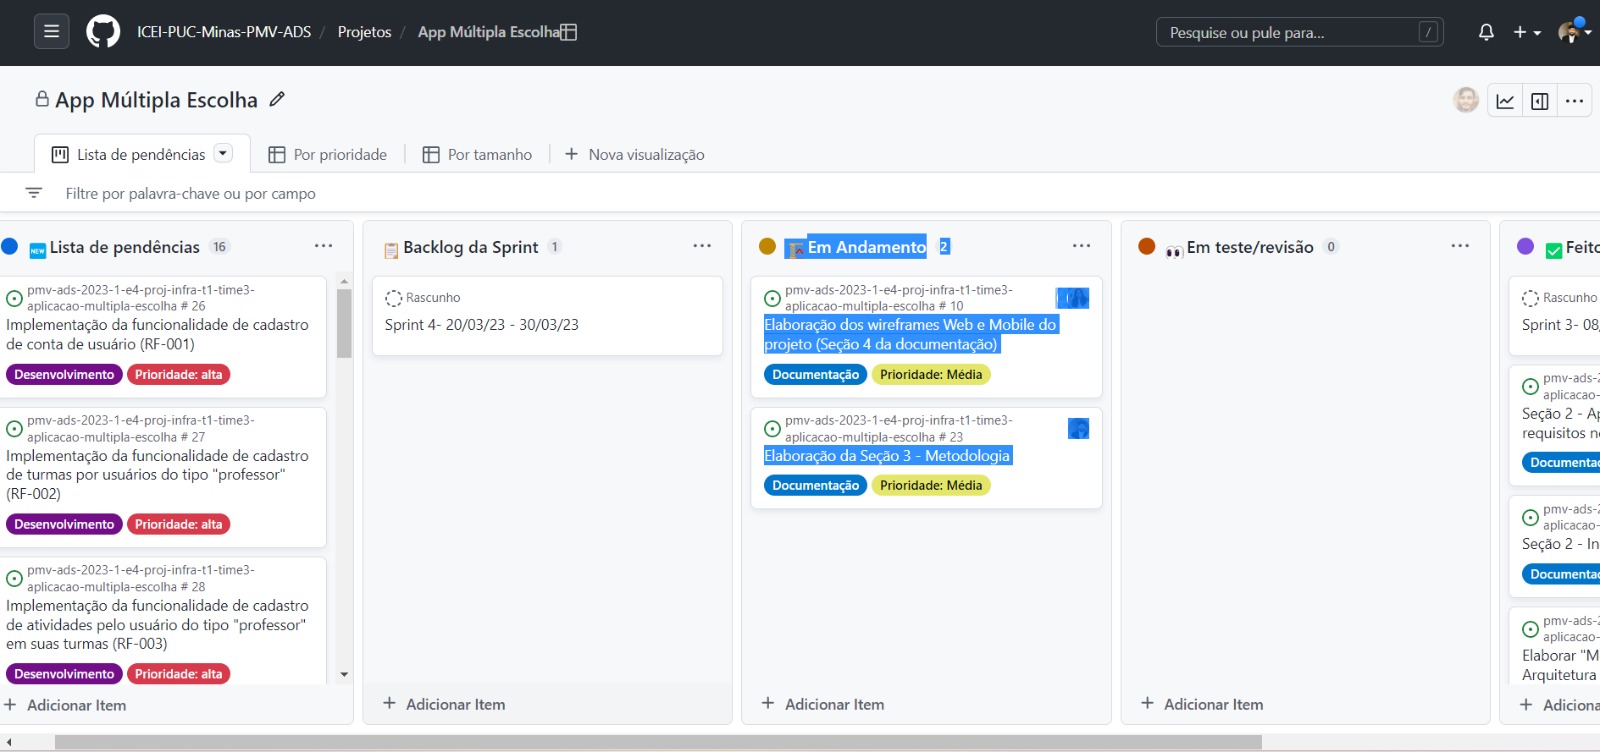 ICEI-PUC-Minas-PMV-ADS / Projetos / App Múltipla Escolha
Pesquise ou pule para... /
App Múltipla Escolha
Lista de pendências
Por prioridade
Por tamanho
+ Nova visualização
Filtre por palavra-chave ou por campo
NEW Lista de pendências 16
pmv-ads-2023-1-e4-proj-infra-t1-time3-
aplicacao-multipla-escolha # 26
Implementação da funcionalidade de cadastro
de conta de usuário (RF-001)
Desenvolvimento Prioridade: alta
pmv-ads-2023-1-e4-proj-infra-t1-time3-
aplicacao-multipla-escolha # 27
Implementação da funcionalidade de cadastro
de turmas por usuários do tipo "professor"
(RF-002)
Desenvolvimento Prioridade: alta
pmv-ads-2023-1-e4-proj-infra-t1-time3-
aplicacao-multipla-escolha # 28
Implementação da funcionalidade de cadastro
de atividades pelo usuário do tipo "professor"
em suas turmas (RF-003)
Desenvolvimento Prioridade: alta
+ Adicionar Item
Backlog da Sprint 1
Rascunho
Sprint 4- 20/03/23 - 30/03/23
+ Adicionar Item
Em Andamento 2
pmv-ads-2023-1-e4-proj-infra-t1-time3-
aplicacao-multipla-escolha # 10
Elaboração dos wireframes Web e Mobile do
projeto (Seção 4 da documentação)
Documentação Prioridade: Média
pmv-ads-2023-1-e4-proj-infra-t1-time3-
aplicacao-multipla-escolha # 23
Elaboração da Seção 3 - Metodologia
Documentação Prioridade: Média
+ Adicionar Item
Em teste/revisão 0
+ Adicionar Item
Feito
Rascunho
Sprint 3- 08/
pmv-ads-2
aplicacao-
Seção 2 - Ap
requisitos n
Documentaç
pmv-ads-2
aplicacao-
Seção 2 - In
Documentaç
pmv-ads-2
aplicacao-
Elaborar "M
Arquitetura
+ Adiciona